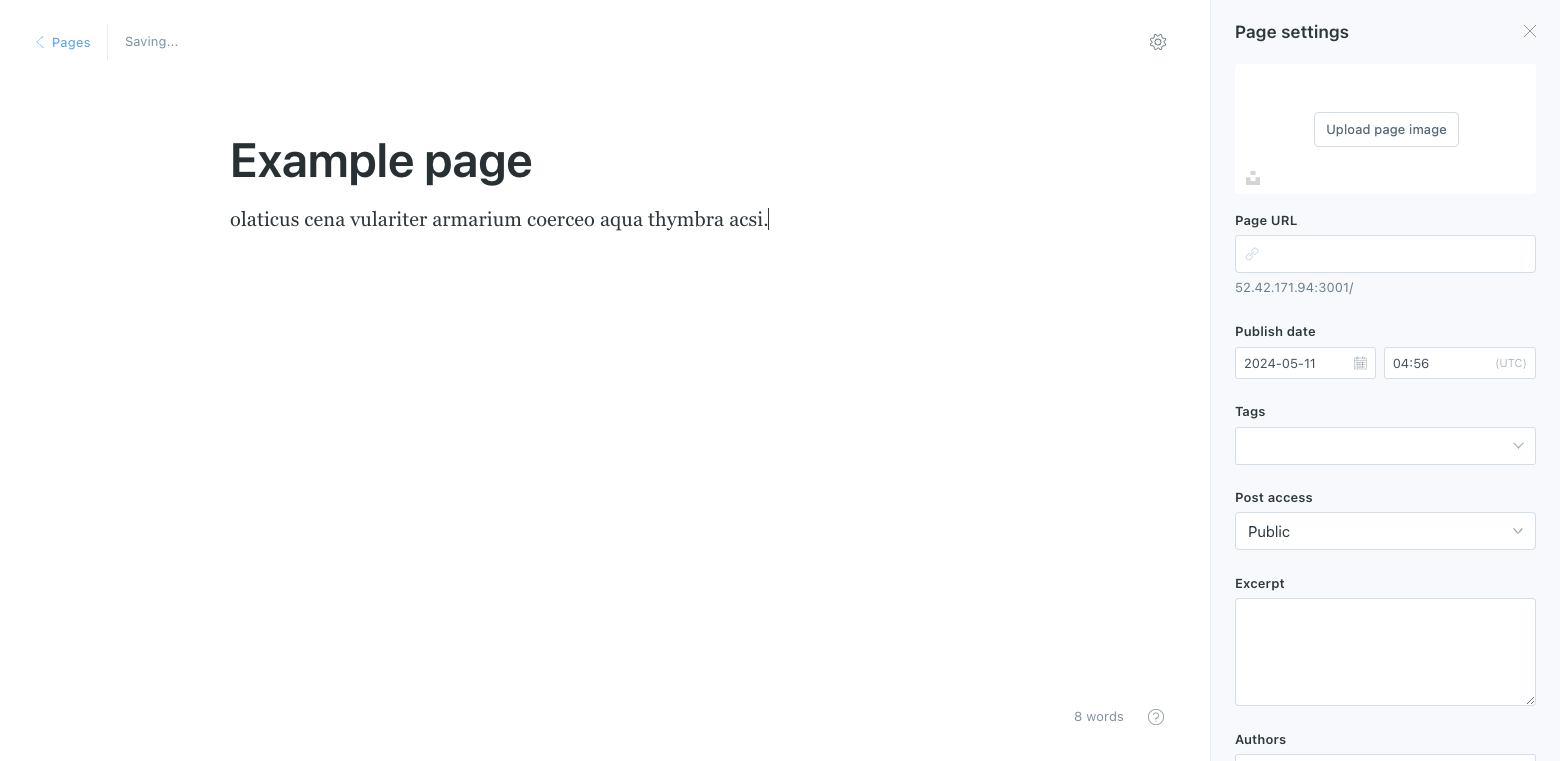 Pages
Saving...
Example page
olaticus cena vulariter armarium coerceo aqua thymbra acsi.
8 words
Page settings
Upload page image
Page URL
52.42.171.94:3001/
Publish date
2024-05-11
04:56 (UTC)
Tags
Post access
Public
Excerpt
Authors